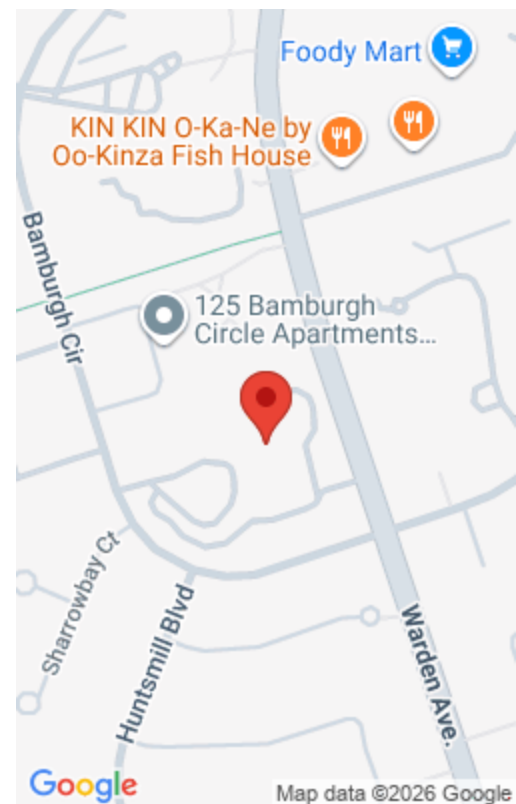 Foody Mart
KIN KIN O-Ka-Ne by
Oo-Kinza Fish House
Bamburgh Cir
125 Bamburgh
Circle Apartments...
Sharrowbay Ct
Huntsmill Blvd
Warden Ave.
Google
Map data ©2026 Google